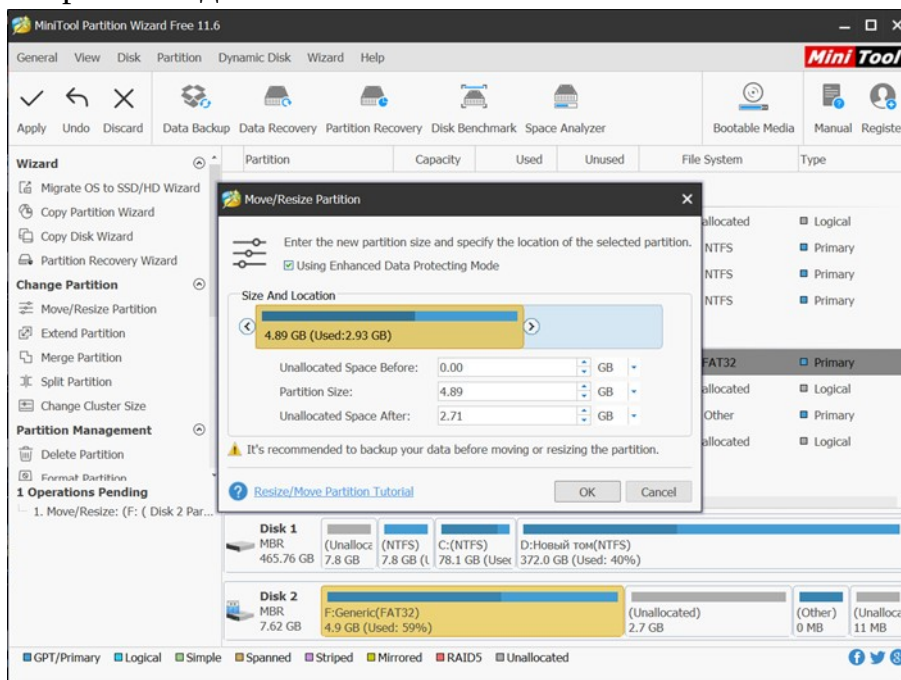 MiniTool Partition Wizard Free 11.6
General View Disk Partition Dynamic Disk Wizard Help
Mini Tool
Apply Undo Discard Data Backup Data Recovery Partition Recovery Disk Benchmark Space Analyzer Bootable Media Manual Registe
Wizard
Partition Capacity Used Unused File System Type
Migrate OS to SSD/HD Wizard
Copy Partition Wizard
Copy Disk Wizard
Partition Recovery Wizard
Change Partition
Move/Resize Partition
Extend Partition
Merge Partition
Split Partition
Change Cluster Size
Partition Management
Delete Partition
Format Partition
1 Operations Pending
1. Move/Resize: (F: ( Disk 2 Par...
allocated Logical
NTFS Primary
NTFS Primary
NTFS Primary
FAT32 Primary
allocated Logical
Other Primary
allocated Logical
Move/Resize Partition
Enter the new partition size and specify the location of the selected partition.
Using Enhanced Data Protecting Mode
Size And Location
4.89 GB (Used:2.93 GB)
Unallocated Space Before: 0.00 GB
Partition Size: 4.89 GB
Unallocated Space After: 2.71 GB
It's recommended to backup your data before moving or resizing the partition.
Resize/Move Partition Tutorial OK Cancel
Disk 1
MBR
465.76 GB
(Unalloca
7.8 GB
(NTFS)
7.8 GB (
C:(NTFS)
78.1 GB (Used
D:Новый том(NTFS)
372.0 GB (Used: 40%)
Disk 2
MBR
7.62 GB
F:Generic(FAT32)
4.9 GB (Used: 59%)
(Unallocated)
2.7 GB
(Other)
0 MB
(Unalloca
11 MB
GPT/Primary Logical Simple Spanned Striped Mirrored RAID5 Unallocated